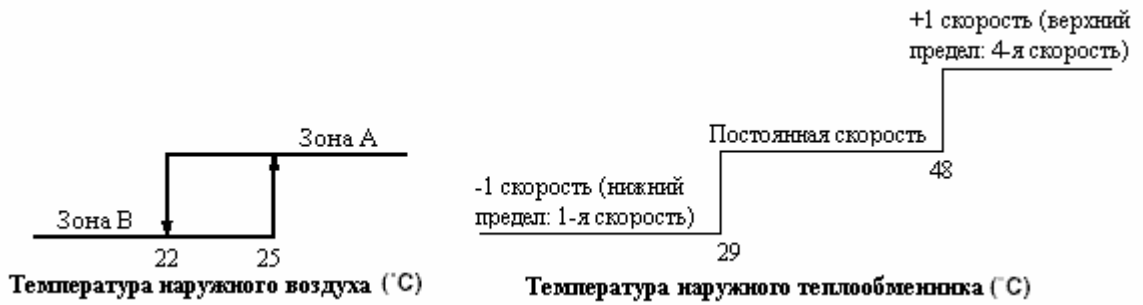 +1 скорость (верхний
предел: 4-я скорость)
Зона А
Постоянная скорость
48
-1 скорость (нижний
предел: 1-я скорость)
Зона В
22 25
29
Температура наружного воздуха (°C)
Температура наружного теплообменника (°C)